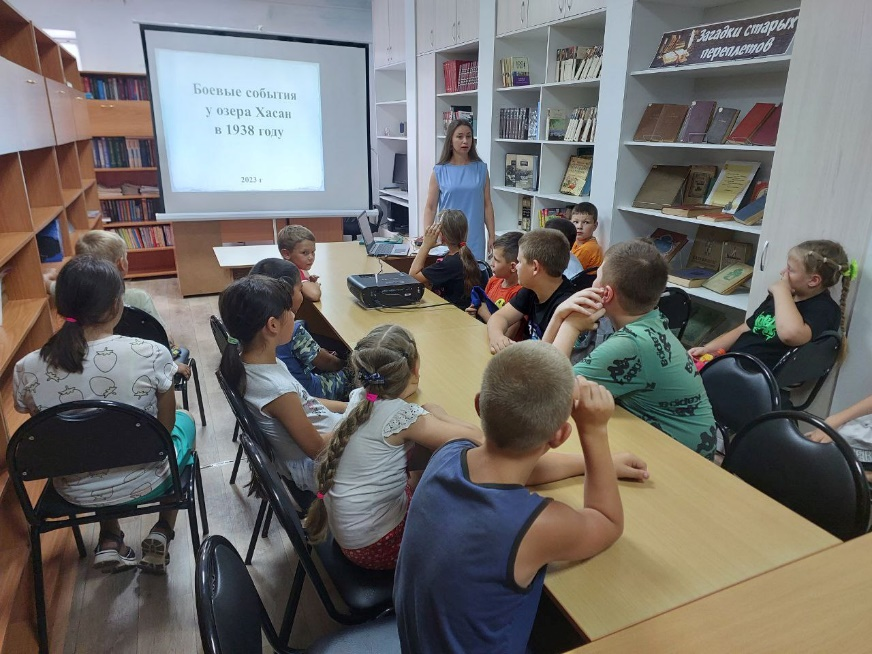 Боевые события
у озера Хасан
в 1938 году
2023 г
Загадки старых
переплетов